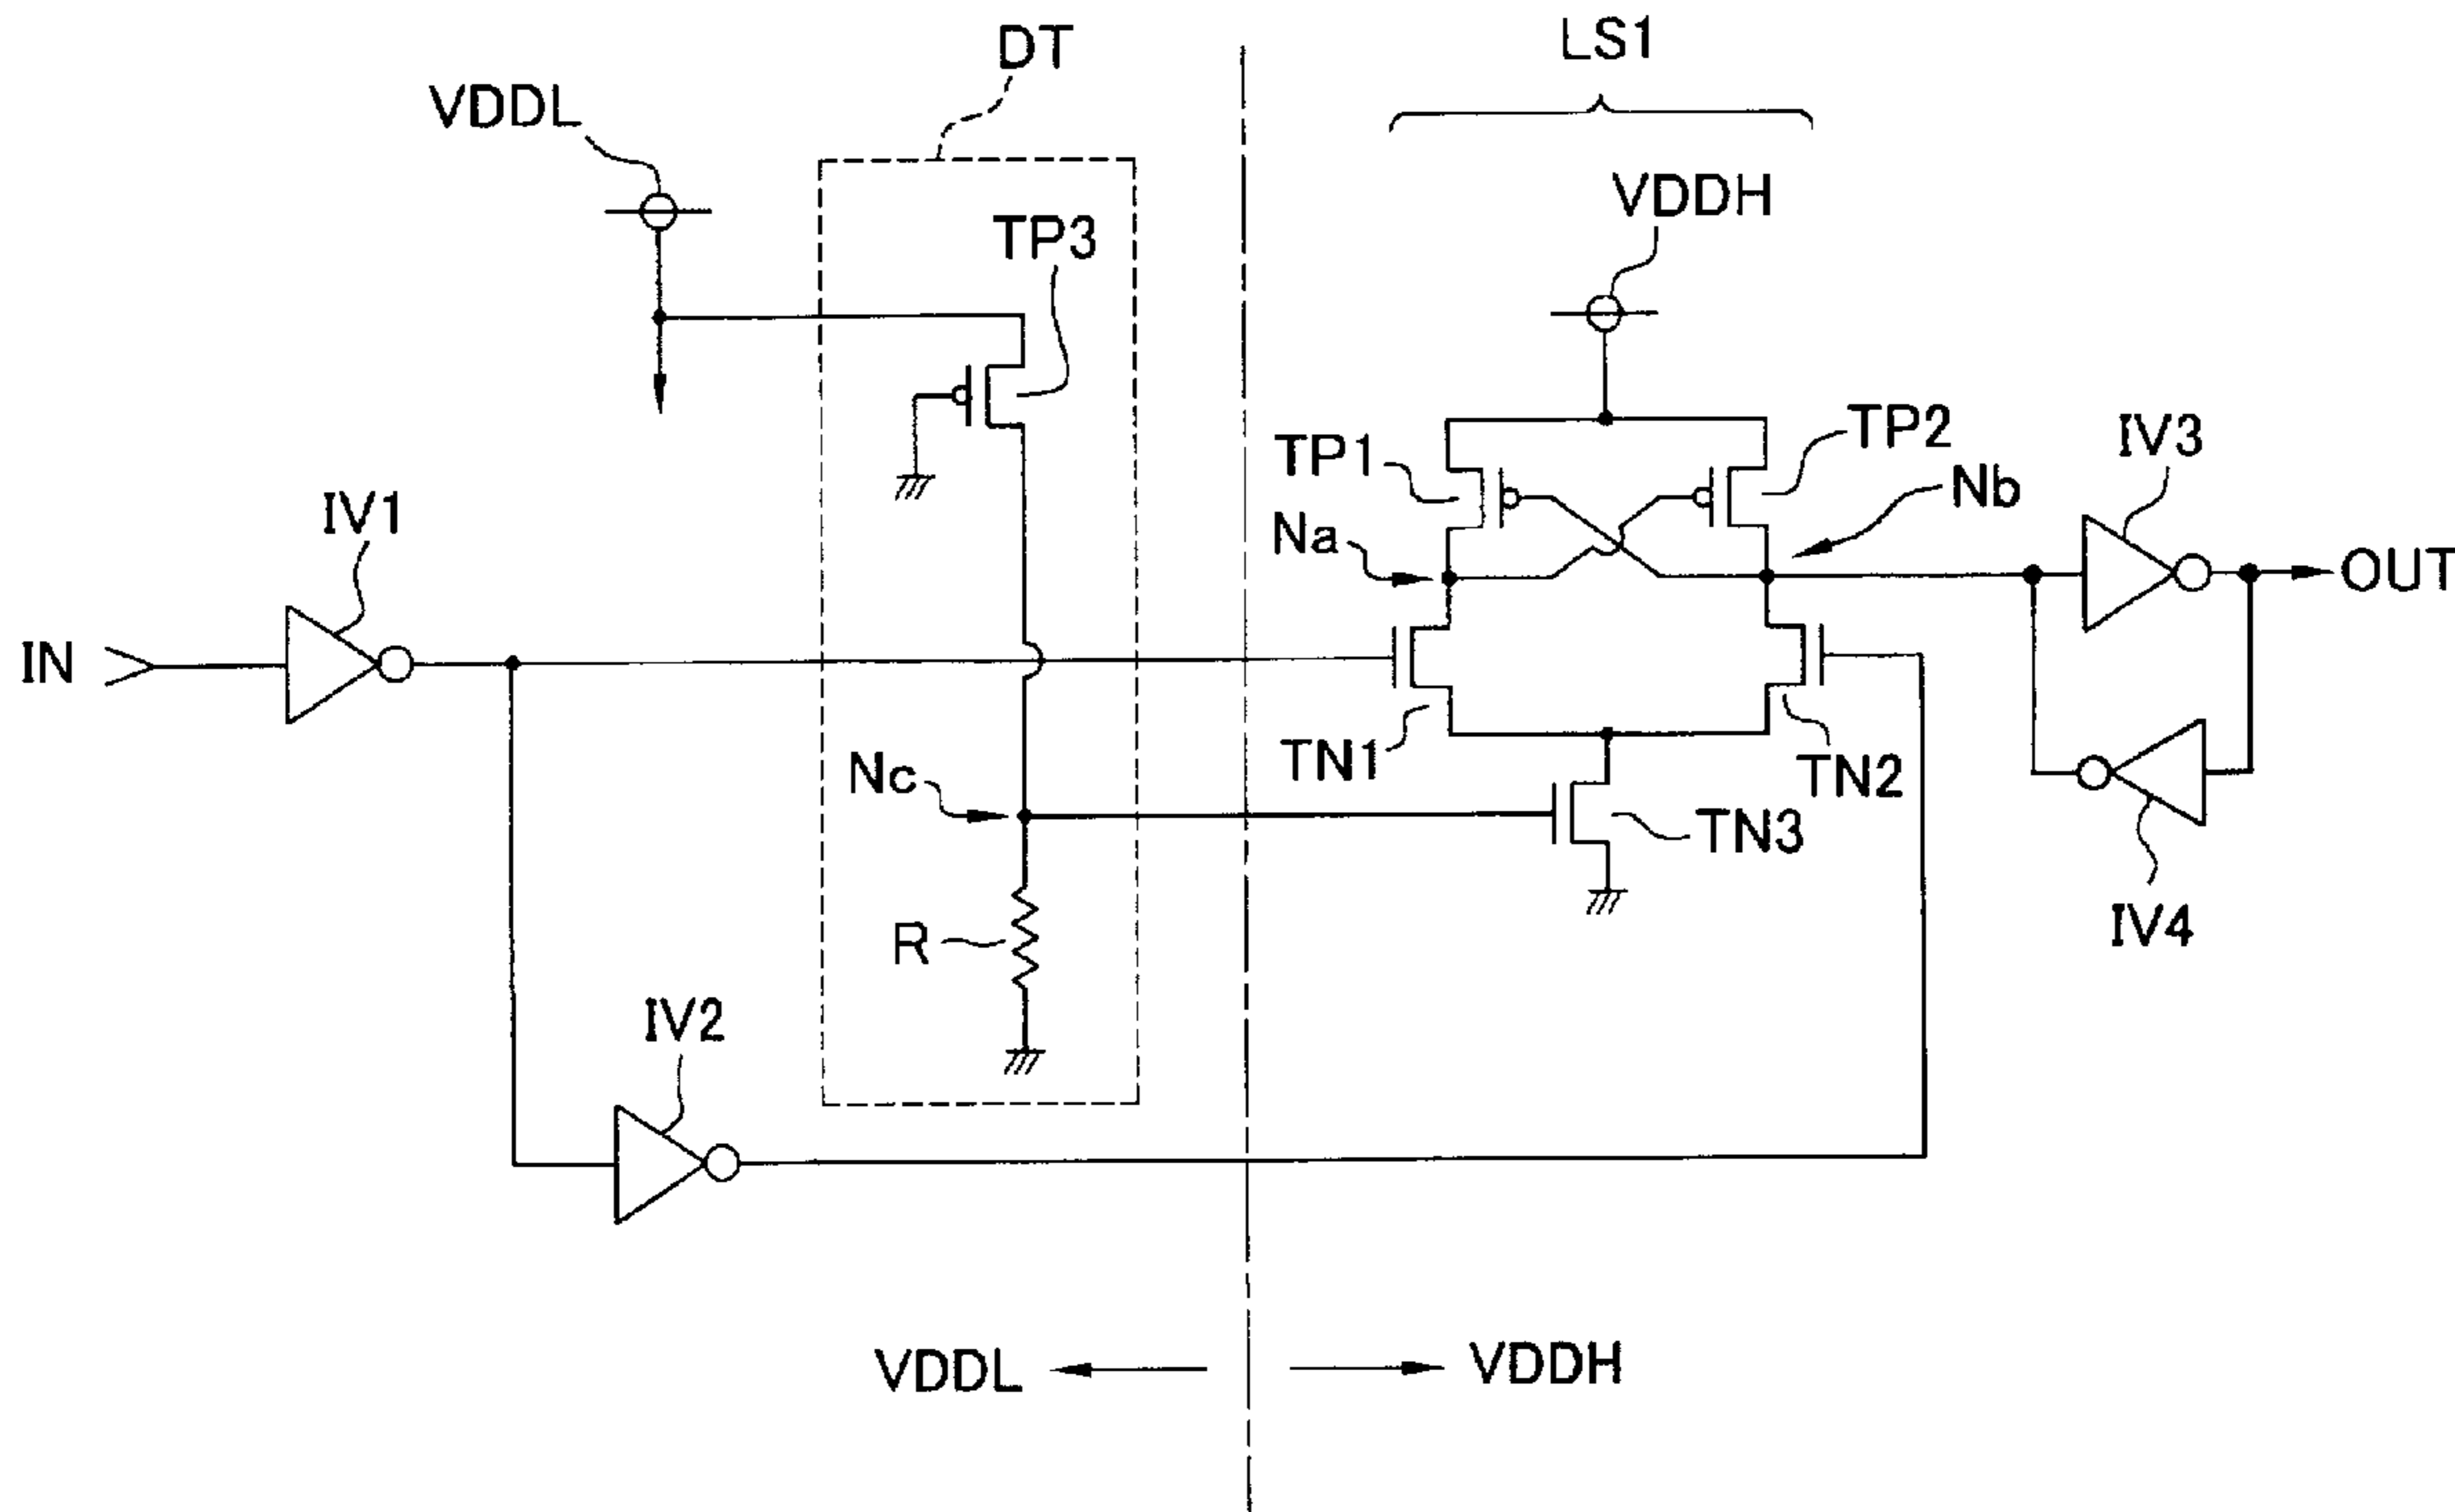 DT
LS1
VDDL
VDDH
TP3
TP1
TP2
IV3
Na
Nb
OUT
IV1
IN
TN1
TN2
Nc
TN3
R
IV4
IV2
VDDL
VDDH